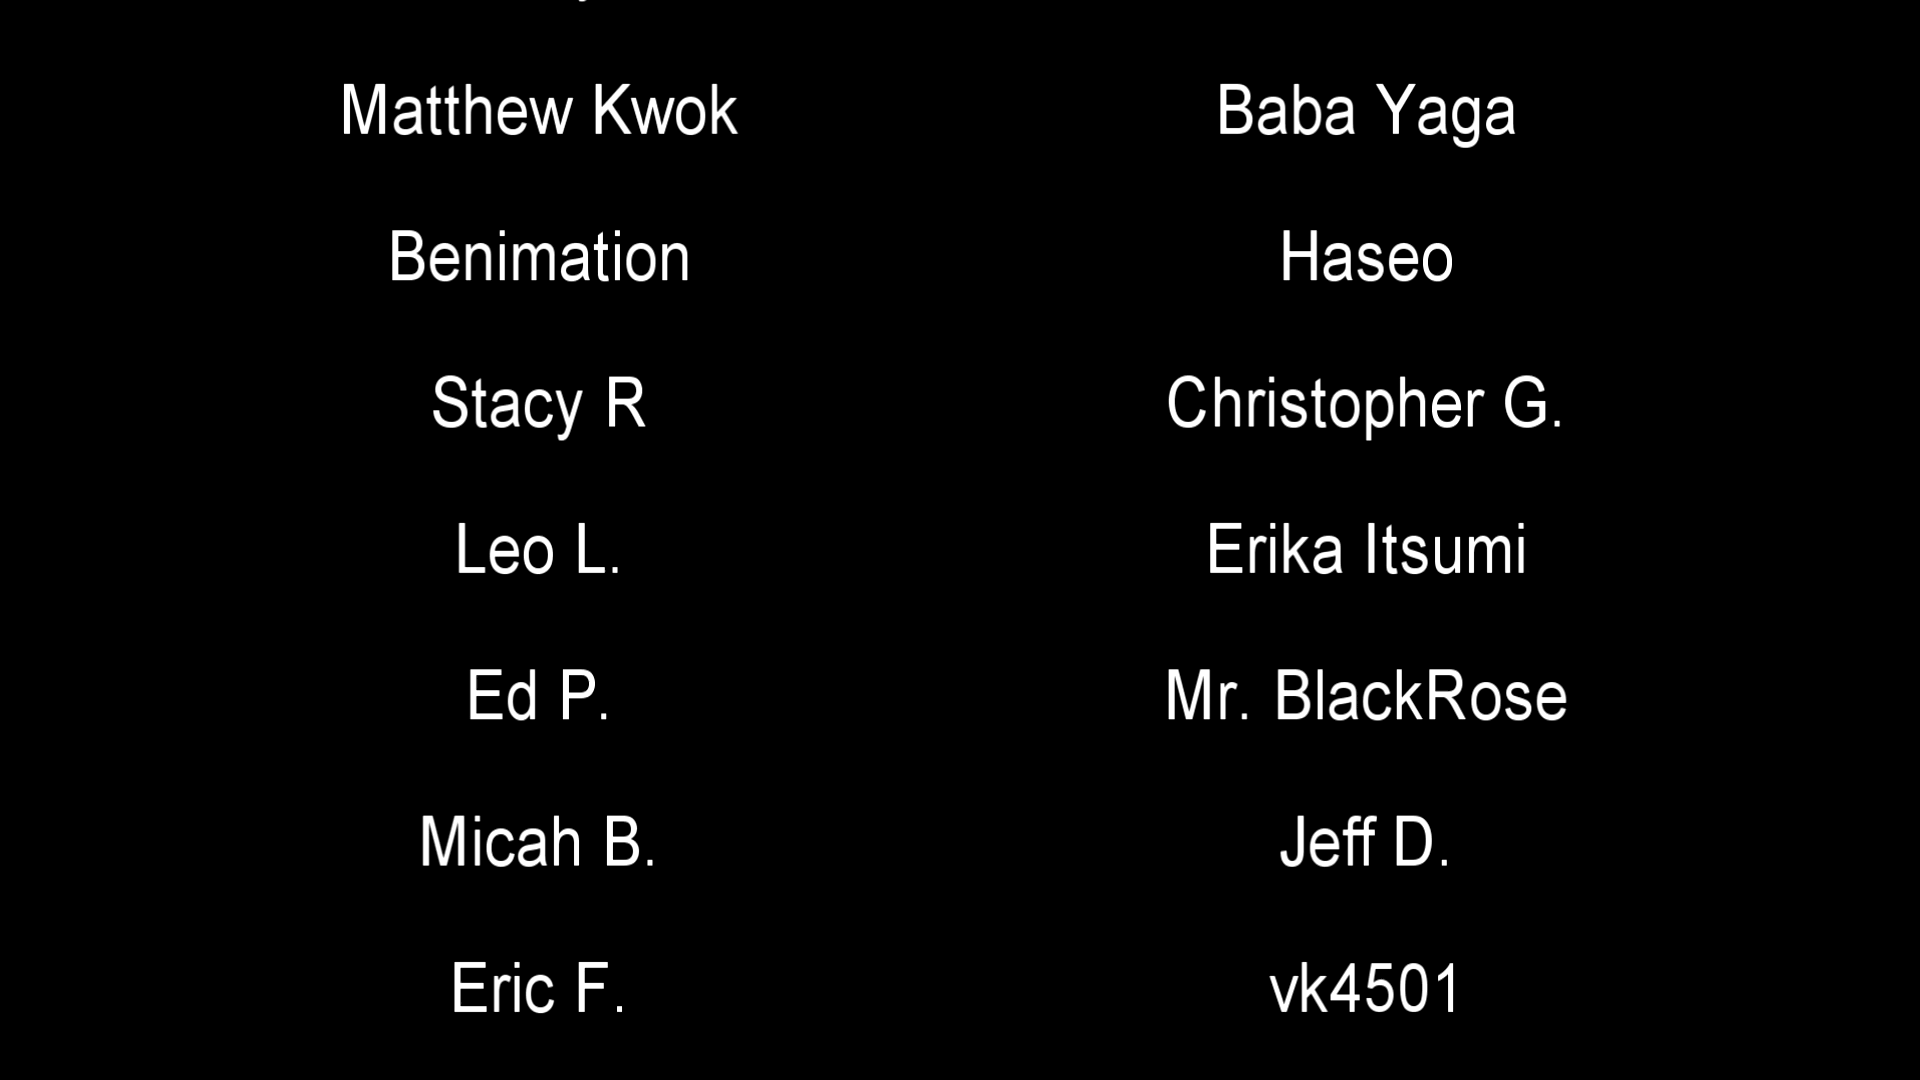 Matthew Kwok
Baba Yaga
Benimation
Haseo
Stacy R
Christopher G.
Leo L.
Erika Itsumi
Ed P.
Mr. BlackRose
Micah B.
Jeff D.
Eric F.
vk4501